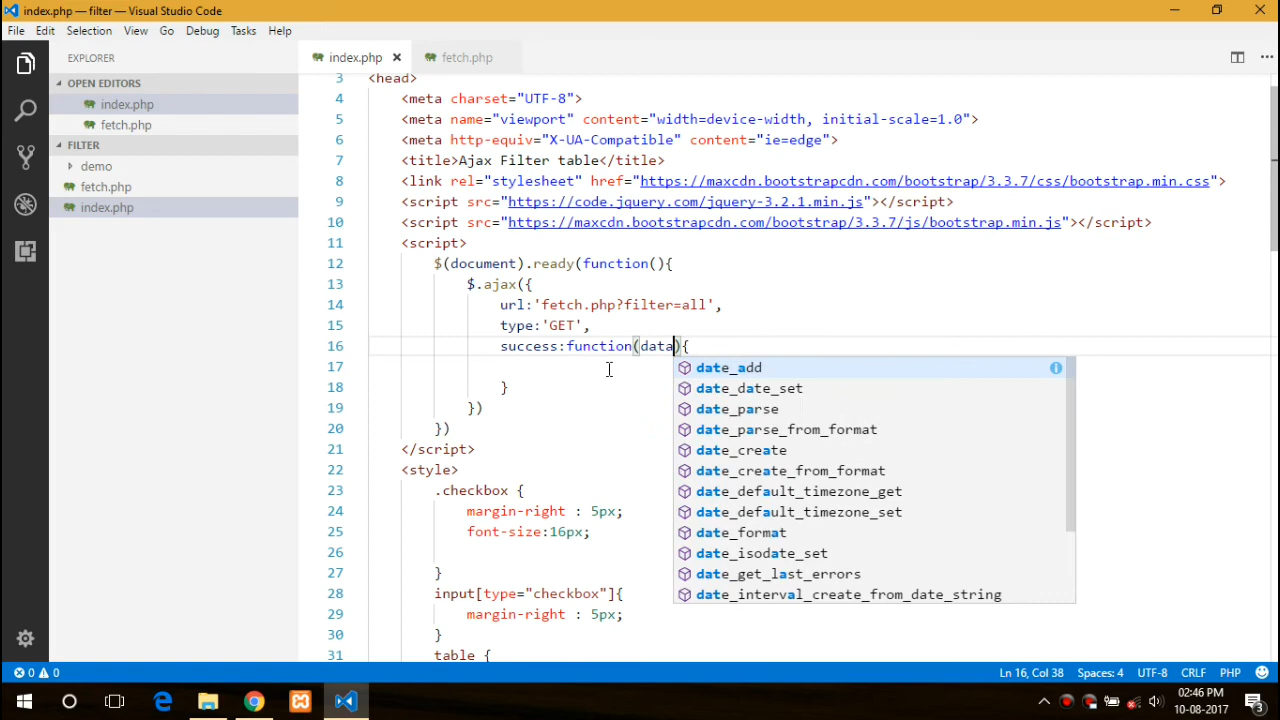 index.php — filter — Visual Studio Code
File Edit Selection View Go Debug Tasks Help
EXPLORER
OPEN EDITORS
index.php
fetch.php
FILTER
demo
fetch.php
index.php
index.php fetch.php
3 <head>
4 <meta charset="UTF-8">
5 <meta name="viewport" content="width=device-width, initial-scale=1.0">
6 <meta http-equiv="X-UA-Compatible" content="ie=edge">
7 <title>Ajax Filter table</title>
8 <link rel="stylesheet" href="https://maxcdn.bootstrapcdn.com/bootstrap/3.3.7/css/bootstrap.min.css">
9 <script src="https://code.jquery.com/jquery-3.2.1.min.js"></script>
10 <script src="https://maxcdn.bootstrapcdn.com/bootstrap/3.3.7/js/bootstrap.min.js"></script>
11 <script>
12 $(document).ready(function(){
13 $.ajax({
14 url:'fetch.php?filter=all',
15 type:'GET',
16 success:function(data){
17
18 }
19 })
20 })
21 </script>
22 <style>
23 .checkbox {
24 margin-right : 5px;
25 font-size:16px;
26
27 }
28 input[type="checkbox"]{
29 margin-right : 5px;
30 }
31 table {
date_add
date_date_set
date_parse
date_parse_from_format
date_create
date_create_from_format
date_default_timezone_get
date_default_timezone_set
date_format
date_isodate_set
date_get_last_errors
date_interval_create_from_date_string
0 0 Ln 16, Col 38 Spaces: 4 UTF-8 CRLF PHP
02:46 PM
10-08-2017
3